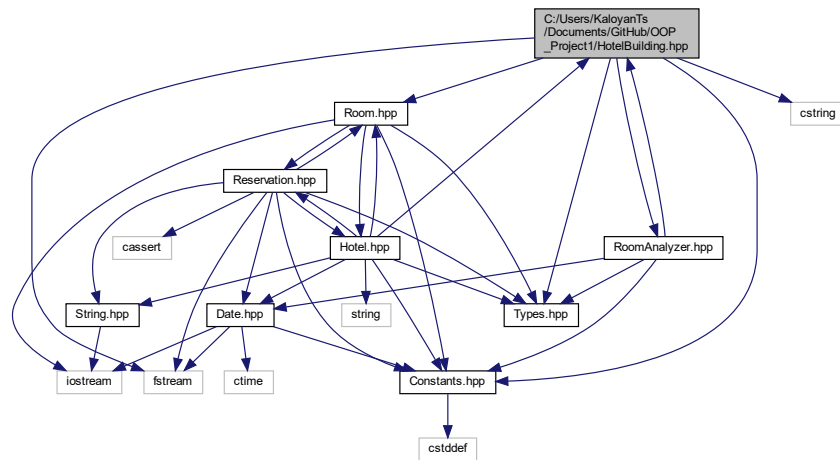 C:/Users/KaloyanTs
/Documents/GitHub/OOP
_Project1/HotelBuilding.hpp
Room.hpp
cstring
Reservation.hpp
cassert
Hotel.hpp
RoomAnalyzer.hpp
String.hpp
Date.hpp
string
Types.hpp
iostream
fstream
ctime
Constants.hpp
cstddef